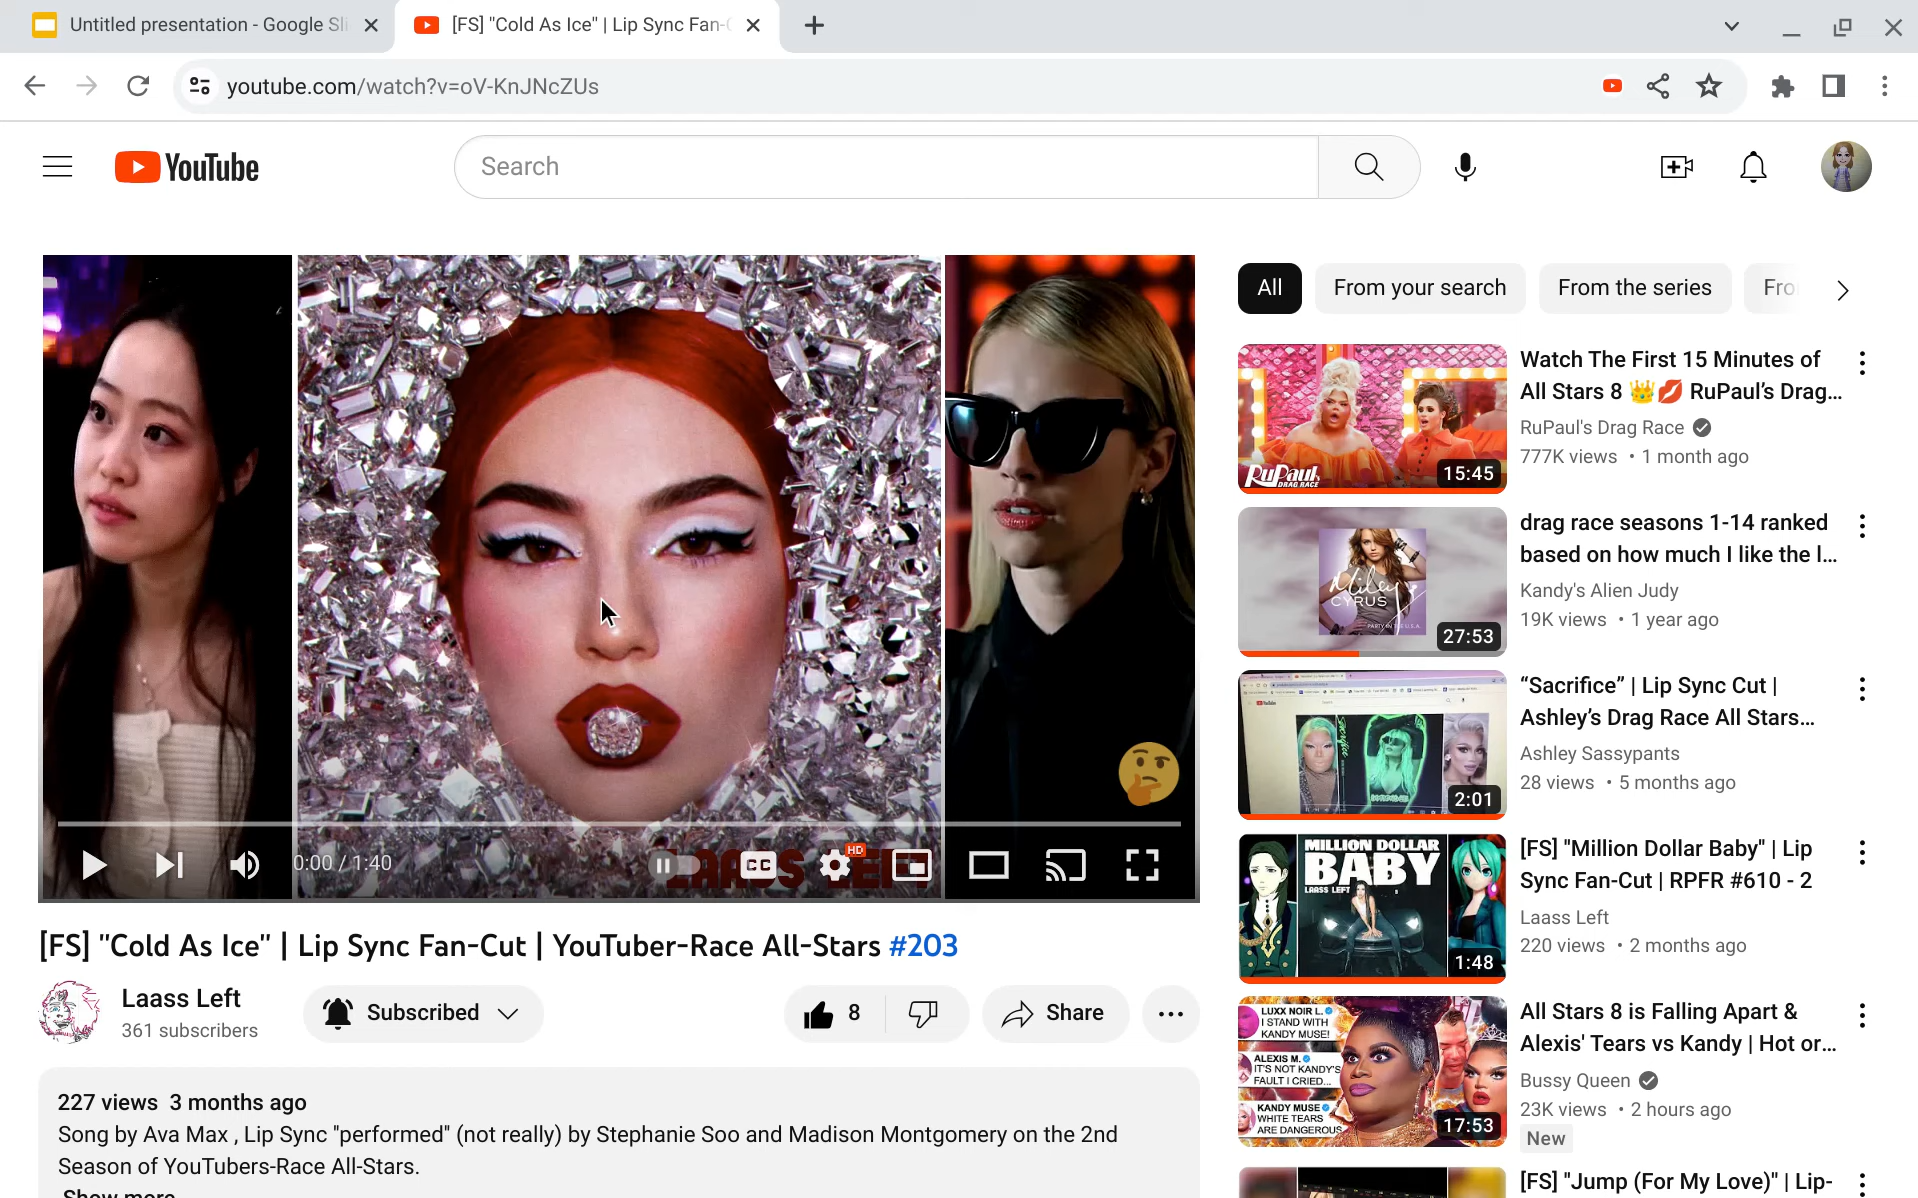 Untitled presentation - Google Sli
[FS] "Cold As Ice" | Lip Sync Fan-C
youtube.com/watch?v=oV-KnJNcZUs
YouTube
Search
0:00 / 1:40
CC
HD
LAASS LEFT
[FS] "Cold As Ice" | Lip Sync Fan-Cut | YouTuber-Race All-Stars #203
Laass Left
361 subscribers
Subscribed
8
Share
227 views 3 months ago
Song by Ava Max , Lip Sync "performed" (not really) by Stephanie Soo and Madison Montgomery on the 2nd
Season of YouTubers-Race All-Stars.
Show more
All
From your search
From the series
Fro
RuPaul's
DRAG RACE
15:45
Watch The First 15 Minutes of
All Stars 8 👑💋 RuPaul's Drag...
RuPaul's Drag Race
777K views • 1 month ago
Miley
CYRUS
PARTY IN THE U.S.A.
27:53
drag race seasons 1-14 ranked
based on how much I like the l...
Kandy's Alien Judy
19K views • 1 year ago
2:01
“Sacrifice” | Lip Sync Cut |
Ashley’s Drag Race All Stars...
Ashley Sassypants
28 views • 5 months ago
MILLION DOLLAR
BABY
LAASS LEFT
1:48
[FS] "Million Dollar Baby" | Lip
Sync Fan-Cut | RPFR #610 - 2
Laass Left
220 views • 2 months ago
LUXX NOIR L.
I STAND WITH
KANDY MUSE!
ALEXIS M.
IT'S NOT KANDY'S
FAULT I CRIED...
KANDY MUSE
WHITE TEARS
ARE DANGEROUS
17:53
All Stars 8 is Falling Apart &
Alexis' Tears vs Kandy | Hot or...
Bussy Queen
23K views • 2 hours ago
New
[FS] "Jump (For My Love)" | Lip-